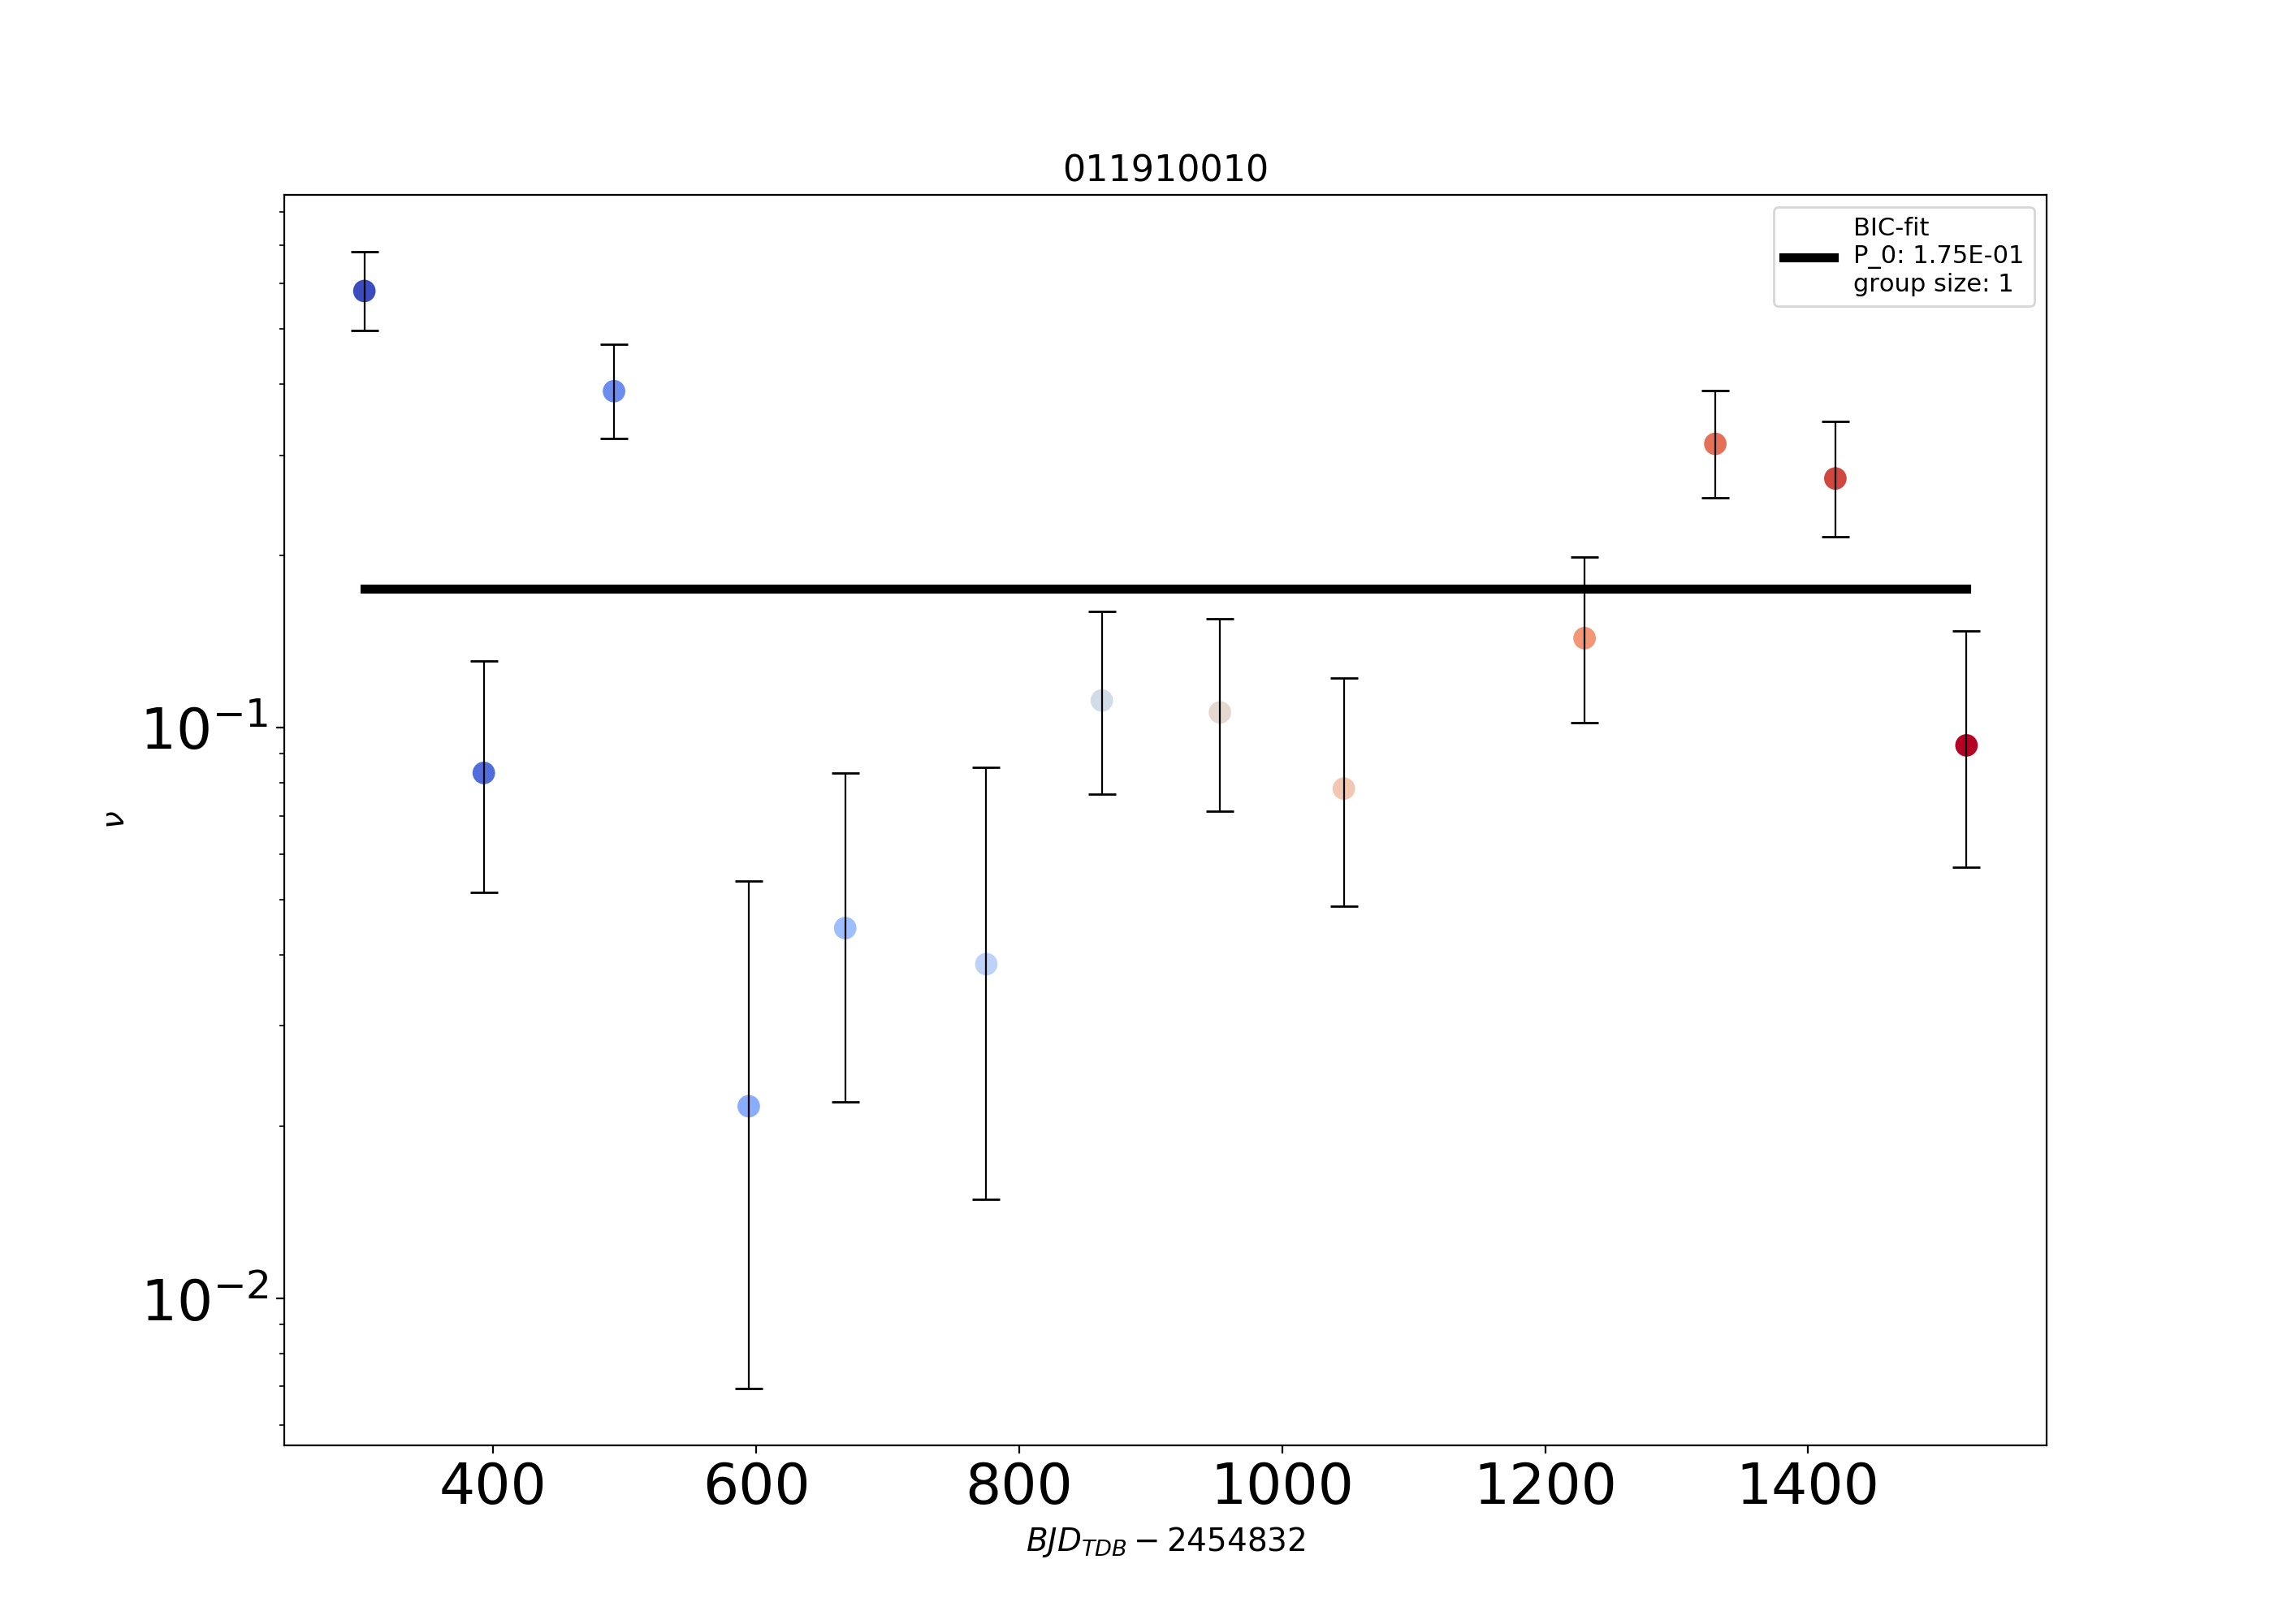 011910010
BIC-fit
P_0: 1.75E-01
group size: 1
10⁻¹
ν
10⁻²
400 600 800 1000 1200 1400
BJD_{TDB} − 2454832